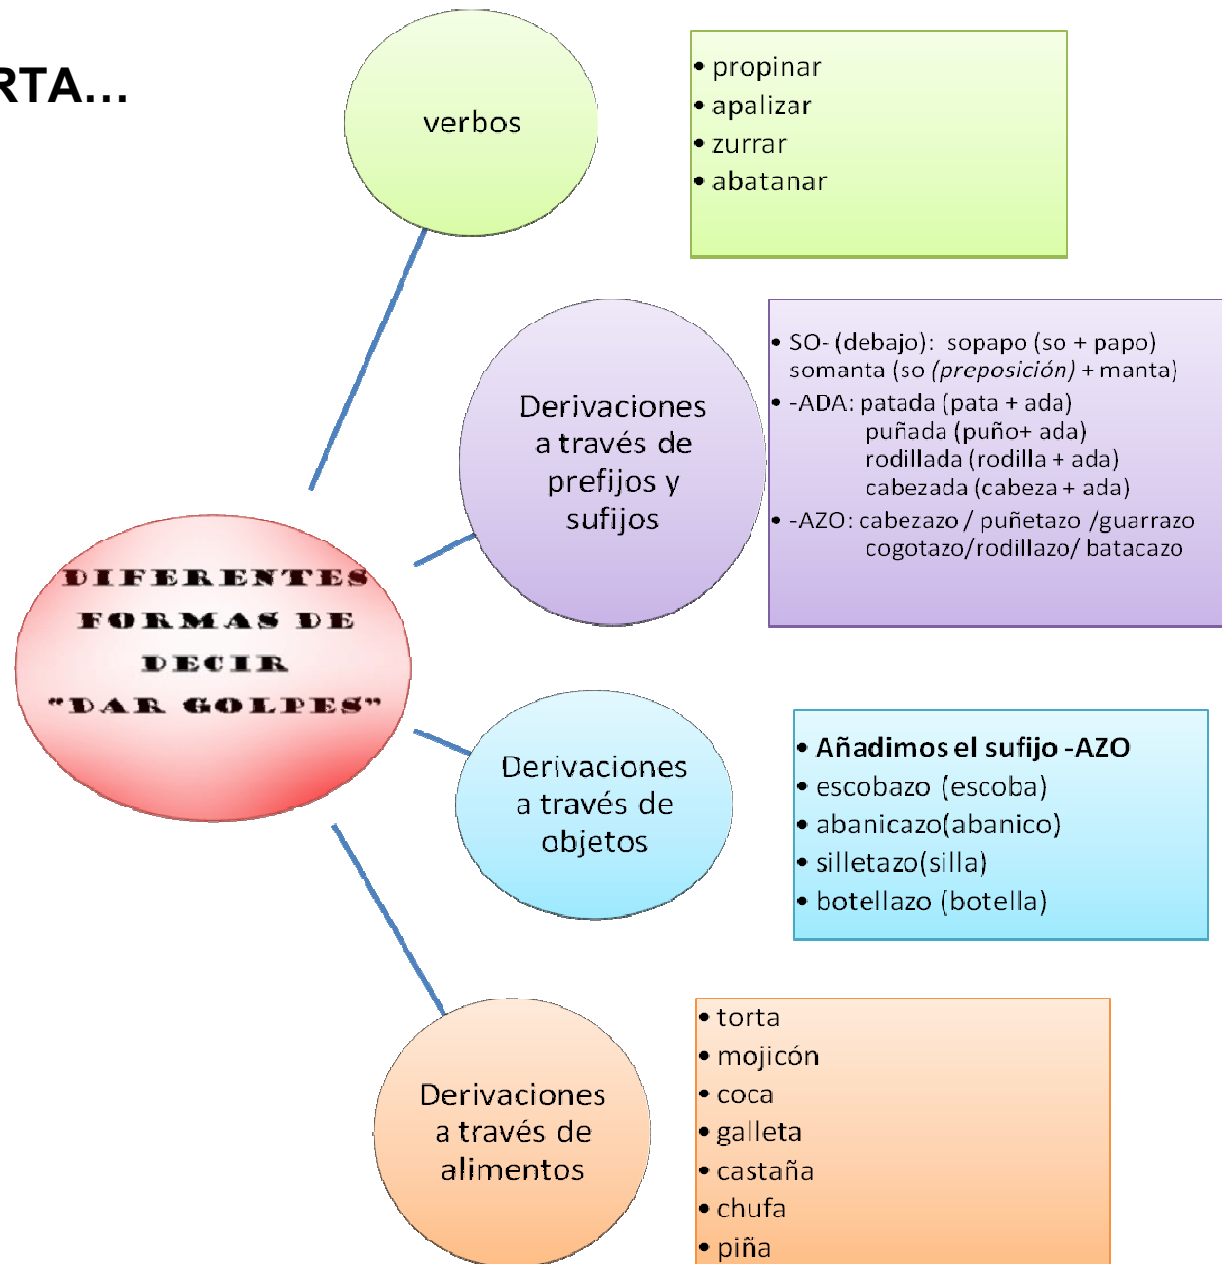 RTA...
verbos
• propinar
• apalizar
• zurrar
• abatanar
Derivaciones
a través de
prefijos y
sufijos
• SO- (debajo): sopapo (so + papo)
somanta (so (preposición) + manta)
• -ADA: patada (pata + ada)
puñada (puño+ ada)
rodillada (rodilla + ada)
cabezada (cabeza + ada)
• -AZO: cabezazo / puñetazo /guarrazo
cogotazo/rodillazo/ batacazo
DIFERENTES
FORMAS DE
DECIR
"DAR GOLPES"
Derivaciones
a través de
objetos
• Añadimos el sufijo -AZO
• escobazo (escoba)
• abanicazo(abanico)
• silletazo(silla)
• botellazo (botella)
Derivaciones
a través de
alimentos
• torta
• mojicón
• coca
• galleta
• castaña
• chufa
• piña